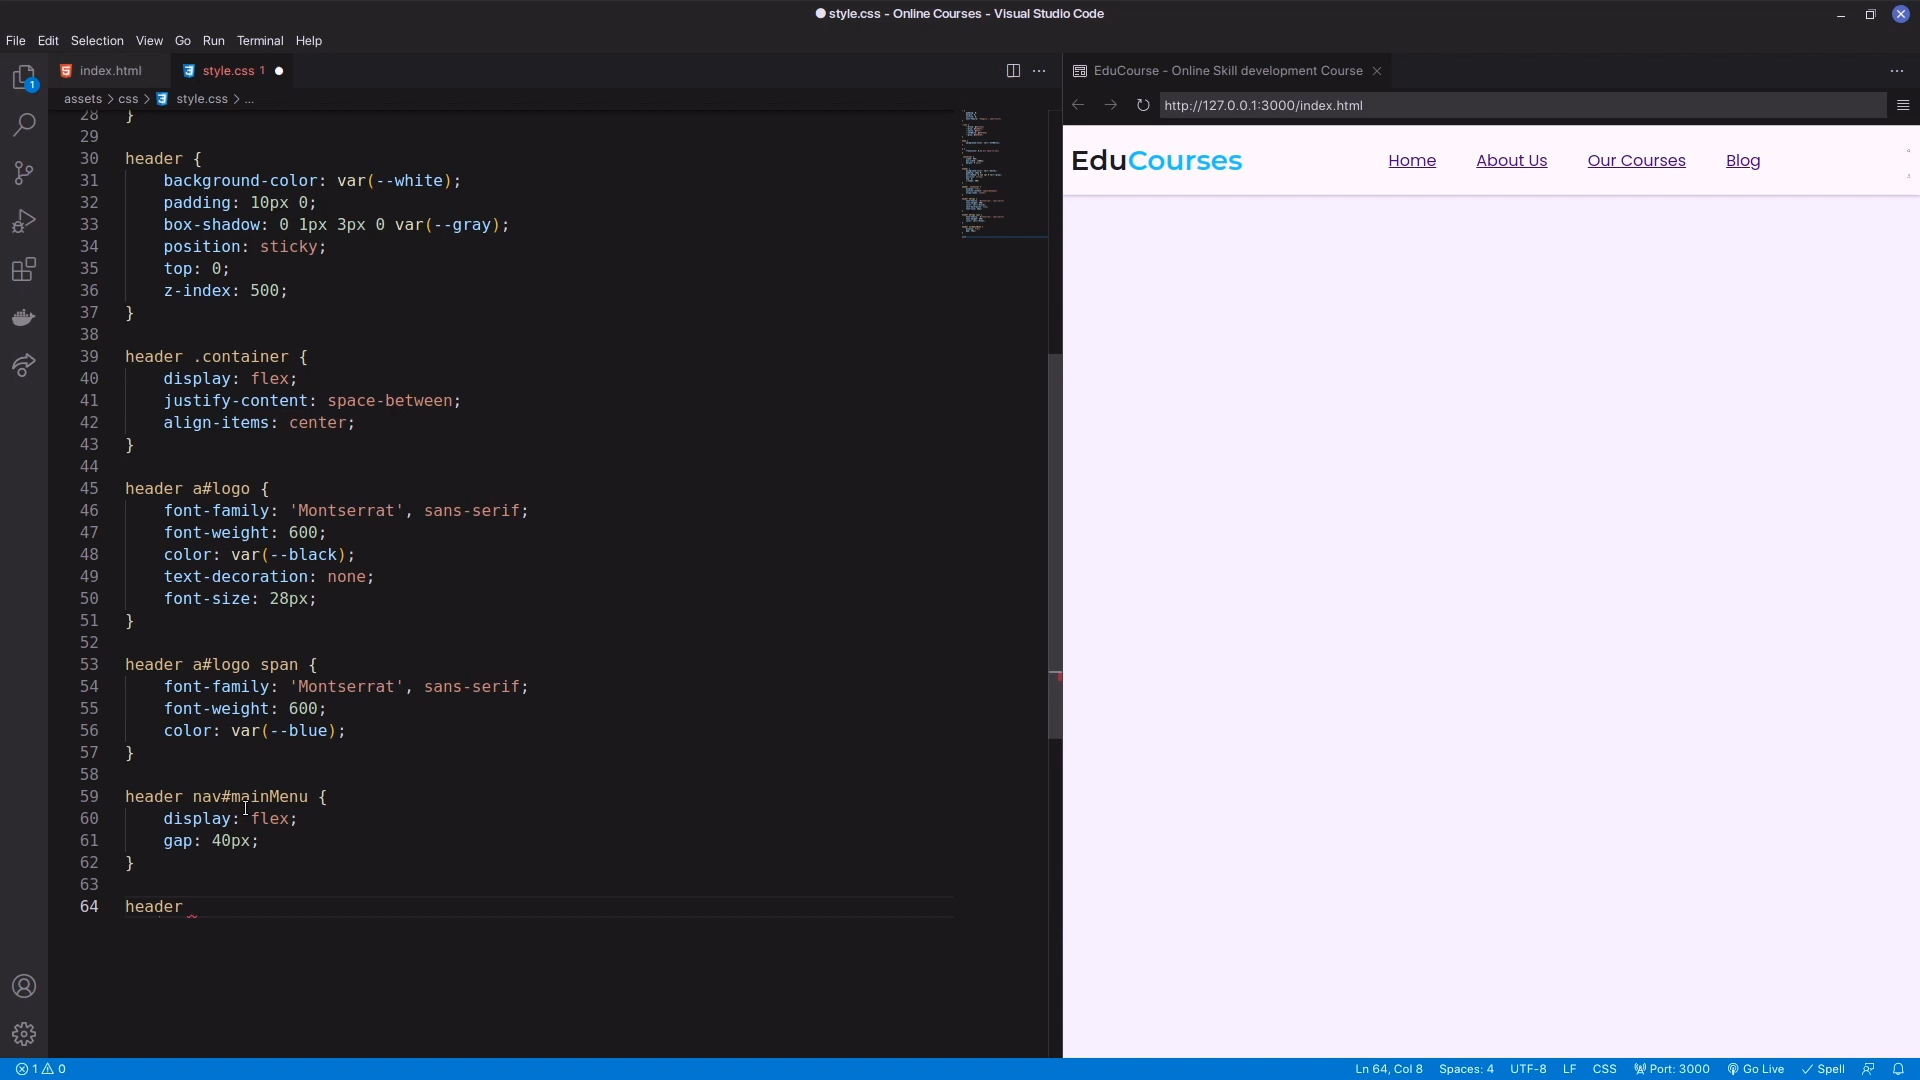 style.css - Online Courses - Visual Studio Code
File Edit Selection View Go Run Terminal Help
index.html style.css 1
assets > css > style.css > ...
28 }
29
30 header {
31 background-color: var(--white);
32 padding: 10px 0;
33 box-shadow: 0 1px 3px 0 var(--gray);
34 position: sticky;
35 top: 0;
36 z-index: 500;
37 }
38
39 header .container {
40 display: flex;
41 justify-content: space-between;
42 align-items: center;
43 }
44
45 header a#logo {
46 font-family: 'Montserrat', sans-serif;
47 font-weight: 600;
48 color: var(--black);
49 text-decoration: none;
50 font-size: 28px;
51 }
52
53 header a#logo span {
54 font-family: 'Montserrat', sans-serif;
55 font-weight: 600;
56 color: var(--blue);
57 }
58
59 header nav#mainMenu {
60 display: flex;
61 gap: 40px;
62 }
63
64 header
EduCourse - Online Skill development Course
http://127.0.0.1:3000/index.html
EduCourses Home About Us Our Courses Blog
1
1 0 Ln 64, Col 8 Spaces: 4 UTF-8 LF CSS Port: 3000 Go Live Spell